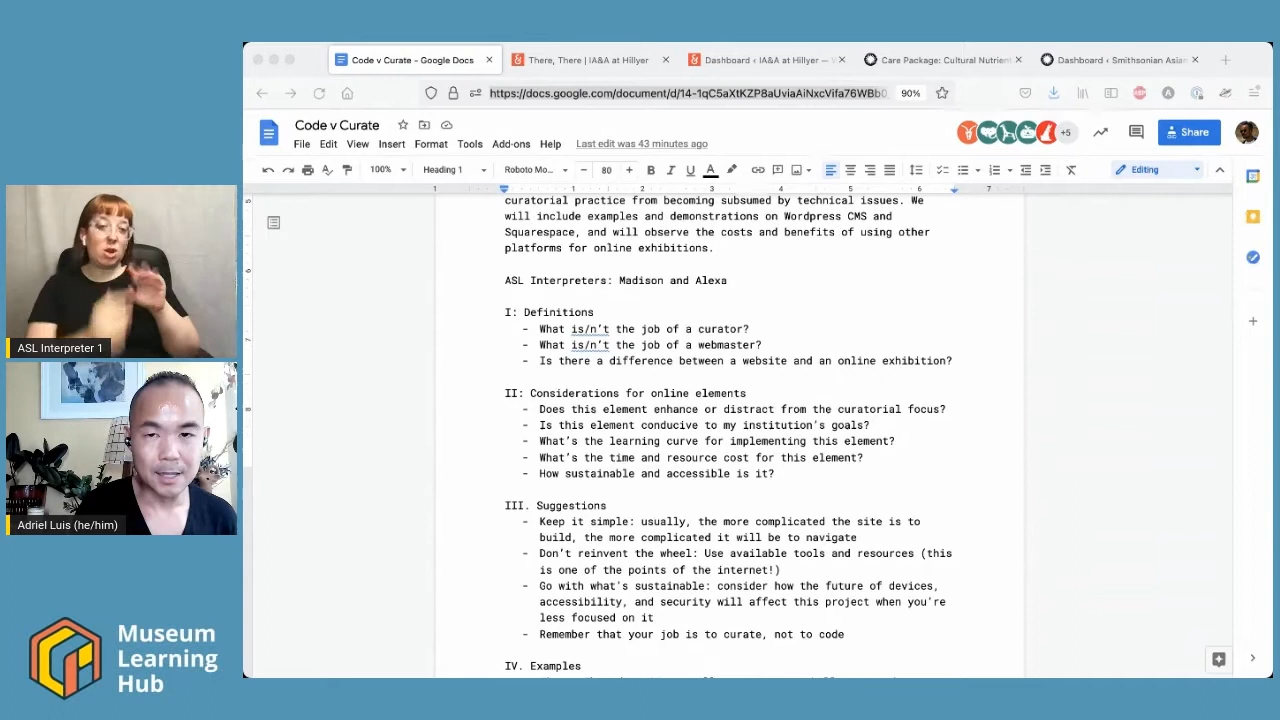 Code v Curate - Google Docs
There, There | IA&A at Hillyer
Dashboard ‹ IA&A at Hillyer —
Care Package: Cultural Nutrient
Dashboard ‹ Smithsonian Asian
90%
Code v Curate
+5
Share
File Edit View Insert Format Tools Add-ons Help Last edit was 43 minutes ago
100% Heading 1 Roboto Mo... 80 B I U A Editing
1 1 2 3 4 5 6 7
curatorial practice from becoming subsumed by technical issues. We
will include examples and demonstrations on Wordpress CMS and
Squarespace, and will observe the costs and benefits of using other
platforms for online exhibitions.
ASL Interpreters: Madison and Alexa
I: Definitions
- What is/n't the job of a curator?
- What is/n't the job of a webmaster?
- Is there a difference between a website and an online exhibition?
II: Considerations for online elements
- Does this element enhance or distract from the curatorial focus?
- Is this element conducive to my institution's goals?
- What's the learning curve for implementing this element?
- What's the time and resource cost for this element?
- How sustainable and accessible is it?
III. Suggestions
- Keep it simple: usually, the more complicated the site is to
build, the more complicated it will be to navigate
- Don't reinvent the wheel: Use available tools and resources (this
is one of the points of the internet!)
- Go with what's sustainable: consider how the future of devices,
accessibility, and security will affect this project when you're
less focused on it
- Remember that your job is to curate, not to code
IV. Examples
ASL Interpreter 1
Adriel Luis (he/him)
Museum
Learning
Hub